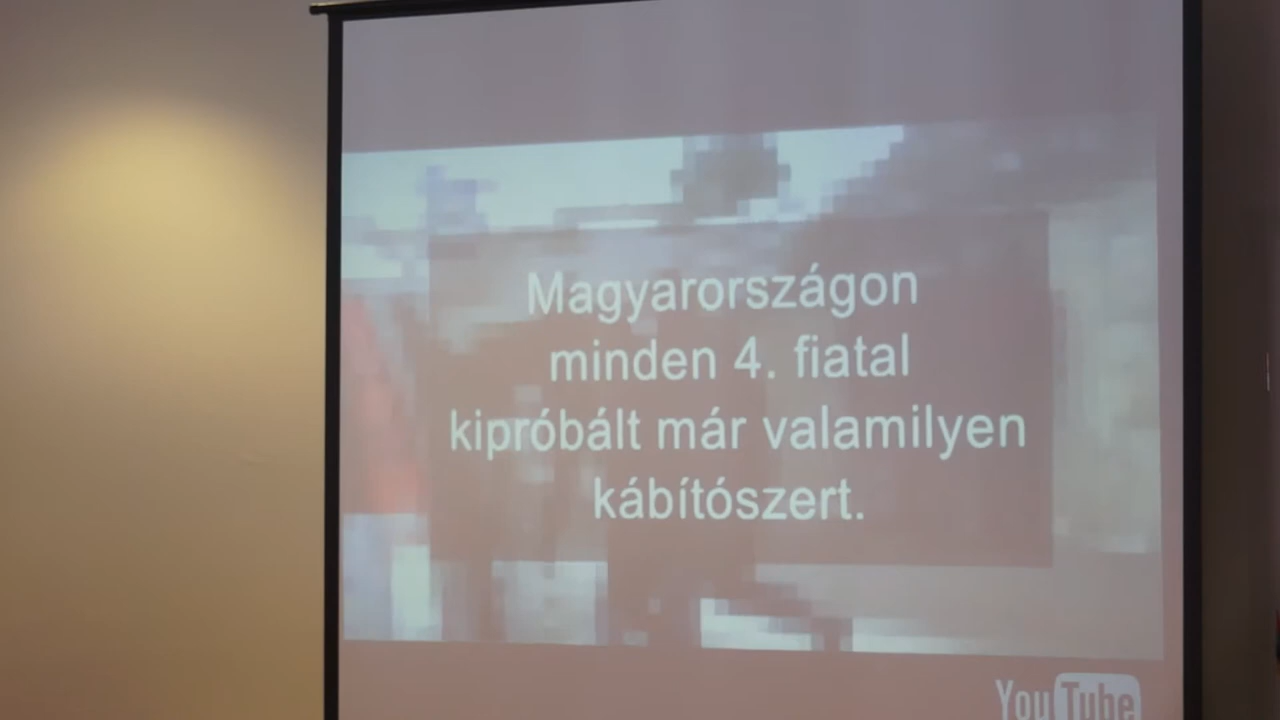 Magyarországon
minden 4. fiatal
kipróbált már valamilyen
kábítószert.
YouTube